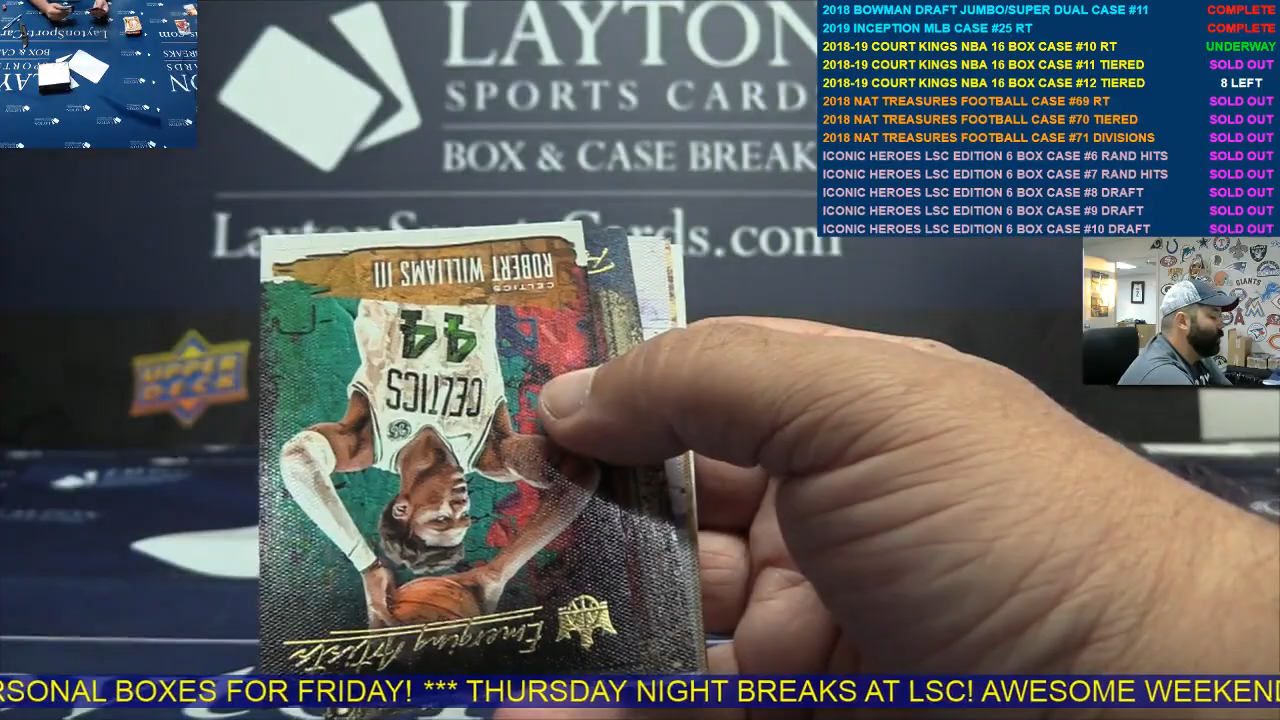 2018 BOWMAN DRAFT JUMBO/SUPER DUAL CASE #11 COMPLETE
2019 INCEPTION MLB CASE #25 RT COMPLETE
2018-19 COURT KINGS NBA 16 BOX CASE #10 RT UNDERWAY
2018-19 COURT KINGS NBA 16 BOX CASE #11 TIERED SOLD OUT
2018-19 COURT KINGS NBA 16 BOX CASE #12 TIERED 8 LEFT
2018 NAT TREASURES FOOTBALL CASE #69 RT SOLD OUT
2018 NAT TREASURES FOOTBALL CASE #70 TIERED SOLD OUT
2018 NAT TREASURES FOOTBALL CASE #71 DIVISIONS SOLD OUT
ICONIC HEROES LSC EDITION 6 BOX CASE #6 RAND HITS SOLD OUT
ICONIC HEROES LSC EDITION 6 BOX CASE #7 RAND HITS SOLD OUT
ICONIC HEROES LSC EDITION 6 BOX CASE #8 DRAFT SOLD OUT
ICONIC HEROES LSC EDITION 6 BOX CASE #9 DRAFT SOLD OUT
ICONIC HEROES LSC EDITION 6 BOX CASE #10 DRAFT SOLD OUT
LAYTON
SPORTS CARD
BOX & CASE BREAK
LaytonSportsCards.com
UPPER DECK
CELTICS
ROBERT WILLIAMS III
44
CELTICS
Emerging Artists
GIANTS
RSONAL BOXES FOR FRIDAY! *** THURSDAY NIGHT BREAKS AT LSC! AWESOME WEEKEND